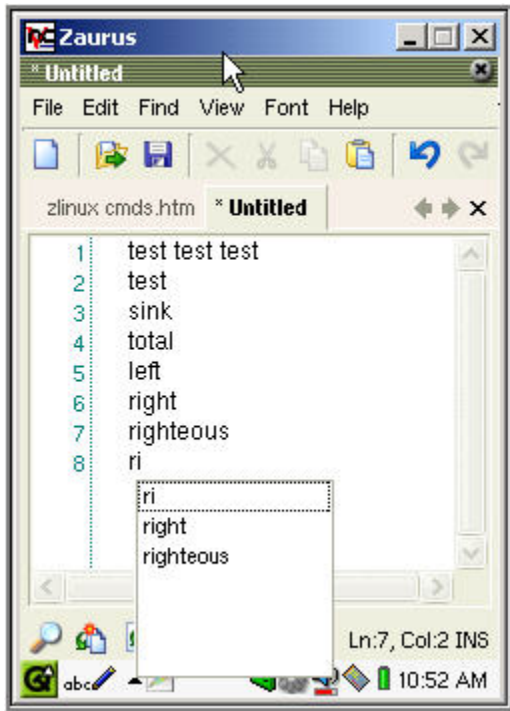 VNC Zaurus
* Untitled
File Edit Find View Font Help
zlinux cmds.htm * Untitled
1 test test test
2 test
3 sink
4 total
5 left
6 right
7 righteous
8 ri
ri
right
righteous
Ln:7, Col:2 INS
abc 10:52 AM